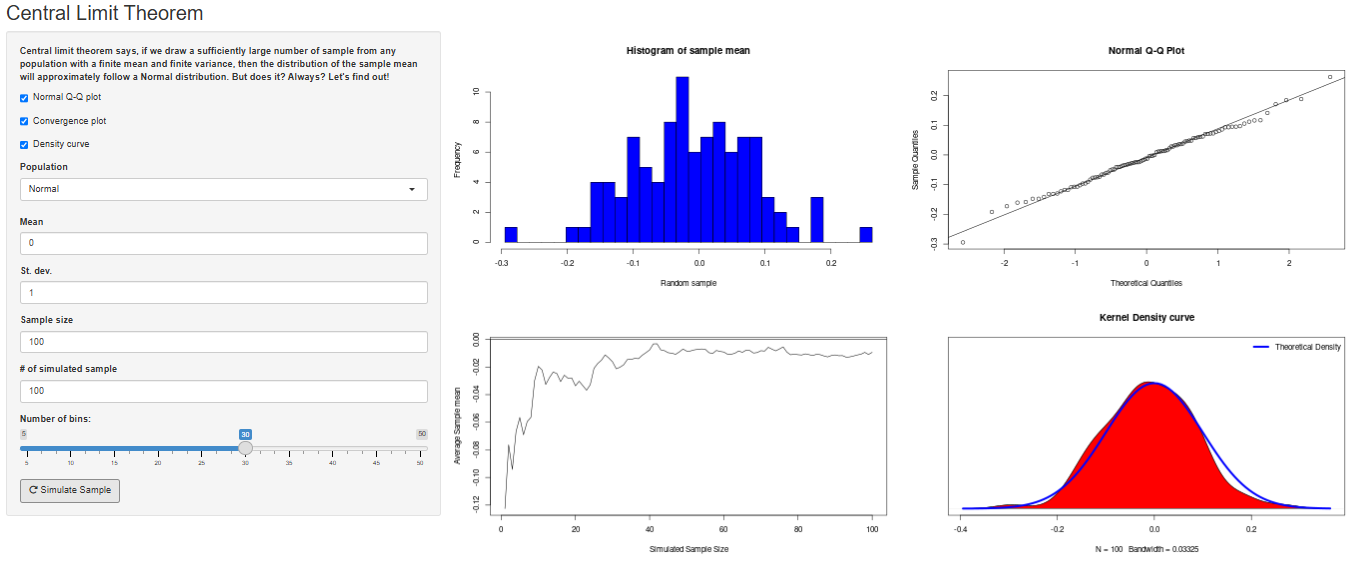 Central Limit Theorem
Central limit theorem says, if we draw a sufficiently large number of sample from any
population with a finite mean and finite variance, then the distribution of the sample mean
will approximately follow a Normal distribution. But does it? Always? Let's find out!
Normal Q-Q plot
Convergence plot
Density curve
Population
Normal
Mean
0
St. dev.
1
Sample size
100
# of simulated sample
100
Number of bins:
5 30 50
5 10 15 20 25 30 35 40 45 50
Simulate Sample
Histogram of sample mean
Frequency
0 2 4 6 8 10
-0.3 -0.2 -0.1 0.0 0.1 0.2
Random sample
Normal Q-Q Plot
Sample Quantiles
-0.3 -0.2 -0.1 0.0 0.1 0.2
-2 -1 0 1 2
Theoretical Quantiles
Average Sample mean
-0.12 -0.10 -0.08 -0.06 -0.04 -0.02 0.00
0 20 40 60 80 100
Simulated Sample Size
Kernel Density curve
Theoretical Density
-0.4 -0.2 0.0 0.2
N = 100 Bandwidth = 0.03325